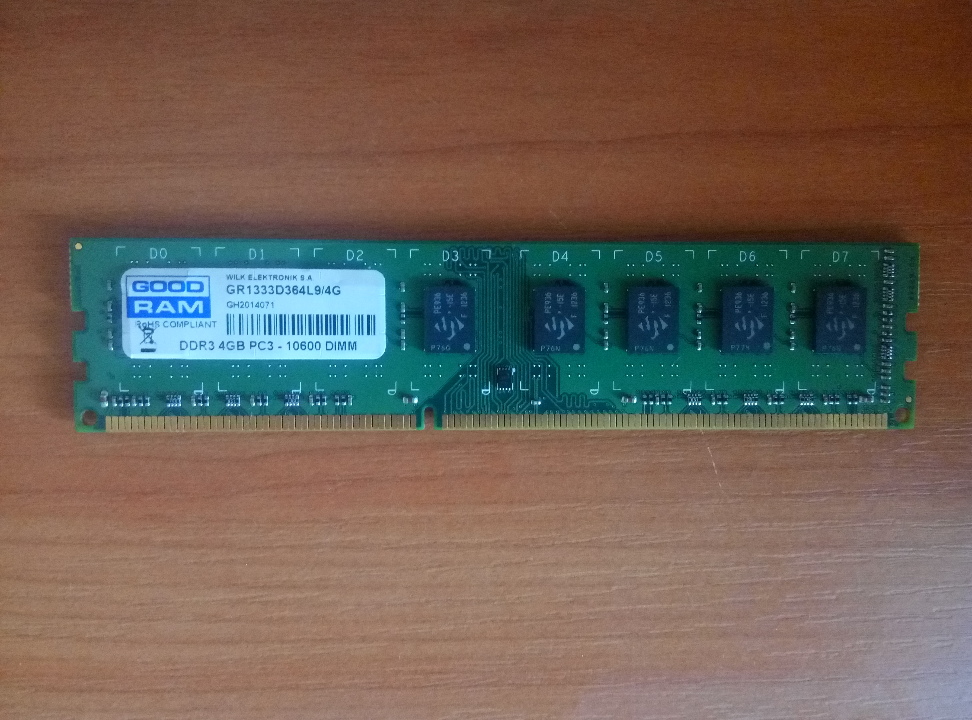 D0 D1 D2 D3 D4 D5 D6 D7
GOOD
RAM
RoHS COMPLIANT
WILK ELEKTRONIK S.A.
GR1333D364L9/4G
GH2014071
DDR3 4GB PC3 - 10600 DIMM